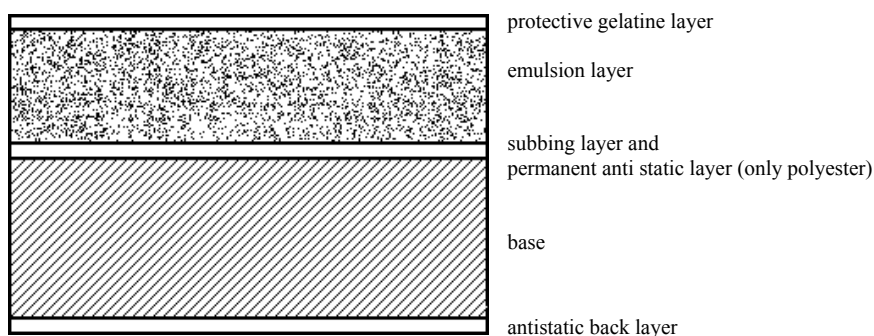 protective gelatine layer
emulsion layer
subbing layer and
permanent anti static layer (only polyester)
base
antistatic back layer